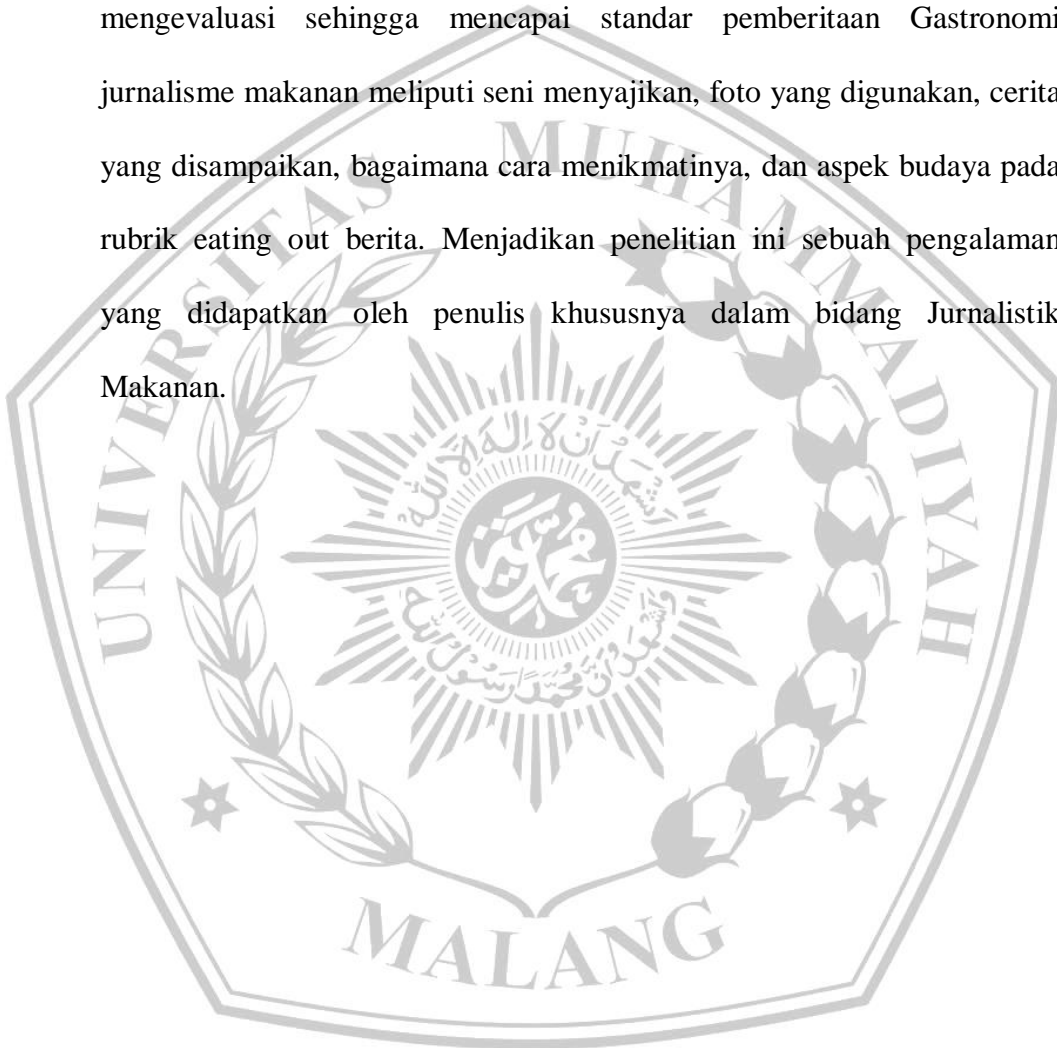 mengevaluasi sehingga mencapai standar pemberitaan Gastronomi
jurnalisme makanan meliputi seni menyajikan, foto yang digunakan, cerita
yang disampaikan, bagaimana cara menikmatinya, dan aspek budaya pada
rubrik eating out berita. Menjadikan penelitian ini sebuah pengalaman
yang didapatkan oleh penulis khususnya dalam bidang Jurnalistik
Makanan.
UNIVERSITAS MUHAMMADIYAH
MALANG